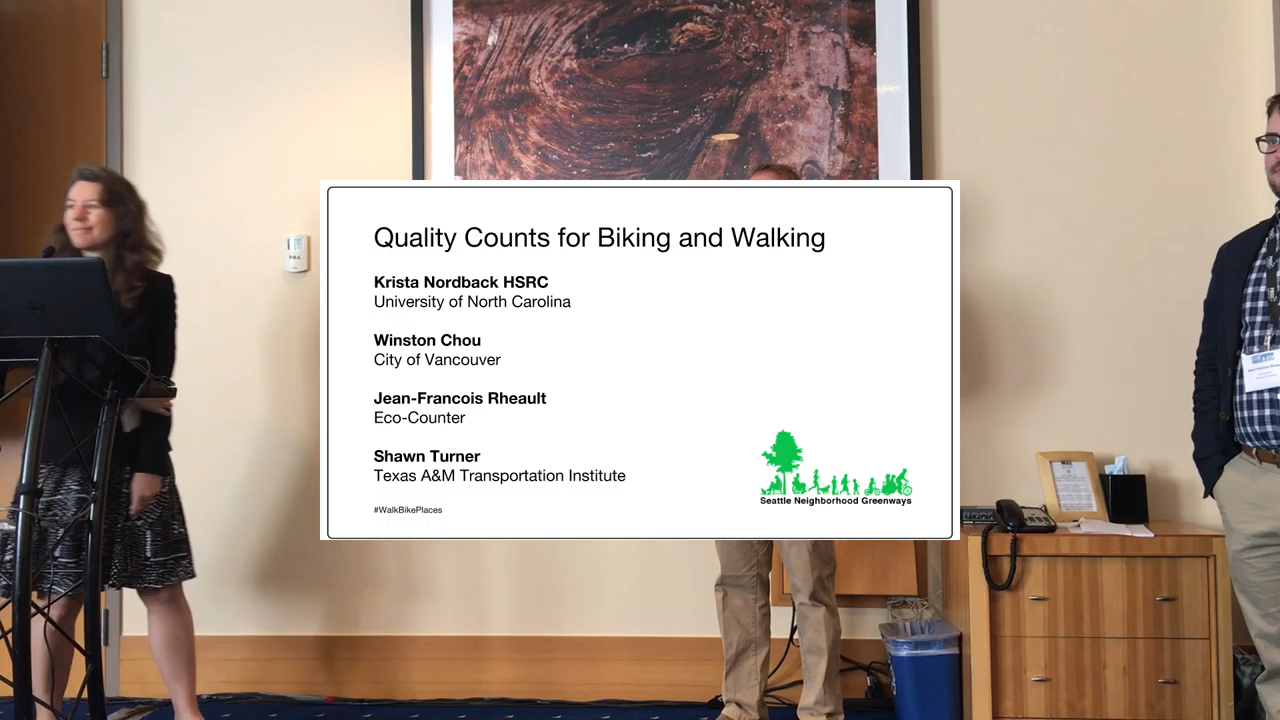 Quality Counts for Biking and Walking
Krista Nordback HSRC
University of North Carolina
Winston Chou
City of Vancouver
Jean-Francois Rheault
Eco-Counter
Shawn Turner
Texas A&M Transportation Institute
#WalkBikePlaces
Seattle Neighborhood Greenways